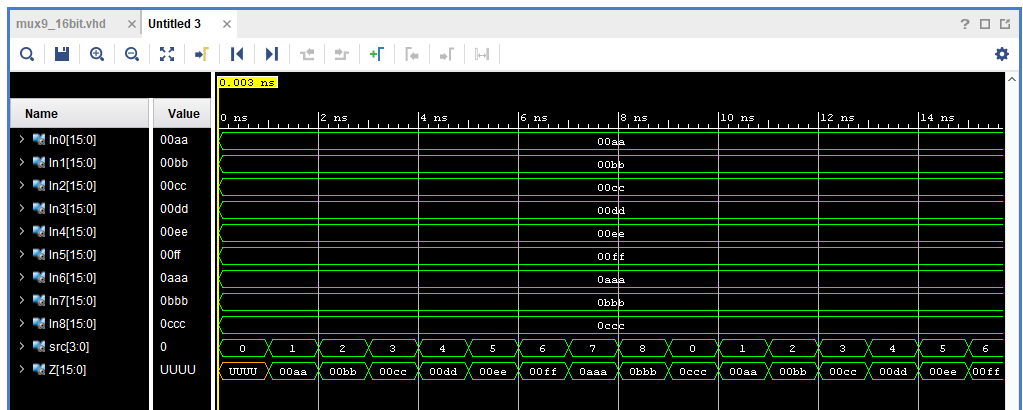 mux9_16bit.vhd × Untitled 3 ×
?
0.003 ns
Name Value
0 ns 2 ns 4 ns 6 ns 8 ns 10 ns 12 ns 14 ns
In0[15:0] 00aa 00aa
In1[15:0] 00bb 00bb
In2[15:0] 00cc 00cc
In3[15:0] 00dd 00dd
In4[15:0] 00ee 00ee
In5[15:0] 00ff 00ff
In6[15:0] 0aaa 0aaa
In7[15:0] 0bbb 0bbb
In8[15:0] 0ccc 0ccc
src[3:0] 0 0 1 2 3 4 5 6 7 8 0 1 2 3 4 5 6
Z[15:0] UUUU UUUU 00aa 00bb 00cc 00dd 00ee 00ff 0aaa 0bbb 0ccc 00aa 00bb 00cc 00dd 00ee 00ff